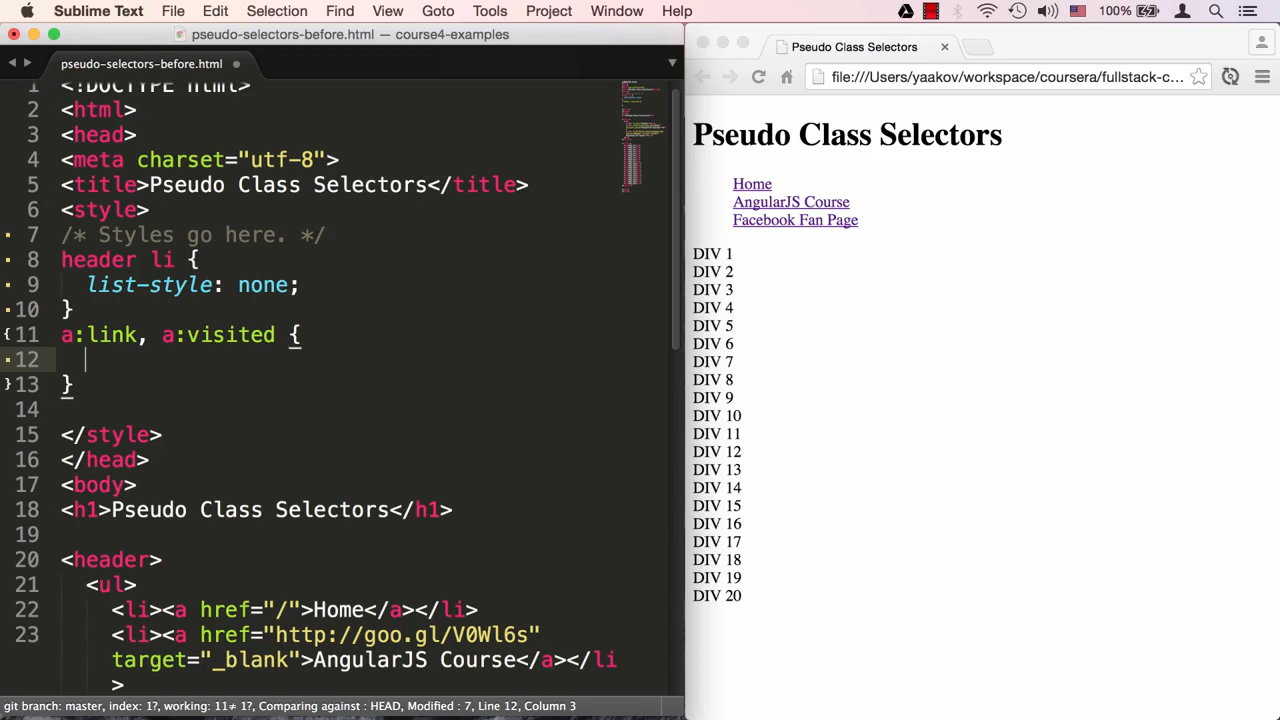 Sublime Text File Edit Selection Find View Goto Tools Project Window Help 100%
pseudo-selectors-before.html — course4-examples
pseudo-selectors-before.html
1 <!DOCTYPE html>
2 <html>
3 <head>
4 <meta charset="utf-8">
5 <title>Pseudo Class Selectors</title>
6 <style>
7 /* Styles go here. */
8 header li {
9 list-style: none;
10 }
11 a:link, a:visited {
12
13 }
14
15 </style>
16 </head>
17 <body>
18 <h1>Pseudo Class Selectors</h1>
19
20 <header>
21 <ul>
22 <li><a href="/">Home</a></li>
23 <li><a href="http://goo.gl/V0Wl6s"
target="_blank">AngularJS Course</a></li
>
git branch: master, index: 1?, working: 11≠ 1?, Comparing against : HEAD, Modified : 7, Line 12, Column 3
Pseudo Class Selectors
file:///Users/yaakov/workspace/coursera/fullstack-c...
Pseudo Class Selectors
Home
AngularJS Course
Facebook Fan Page
DIV 1
DIV 2
DIV 3
DIV 4
DIV 5
DIV 6
DIV 7
DIV 8
DIV 9
DIV 10
DIV 11
DIV 12
DIV 13
DIV 14
DIV 15
DIV 16
DIV 17
DIV 18
DIV 19
DIV 20